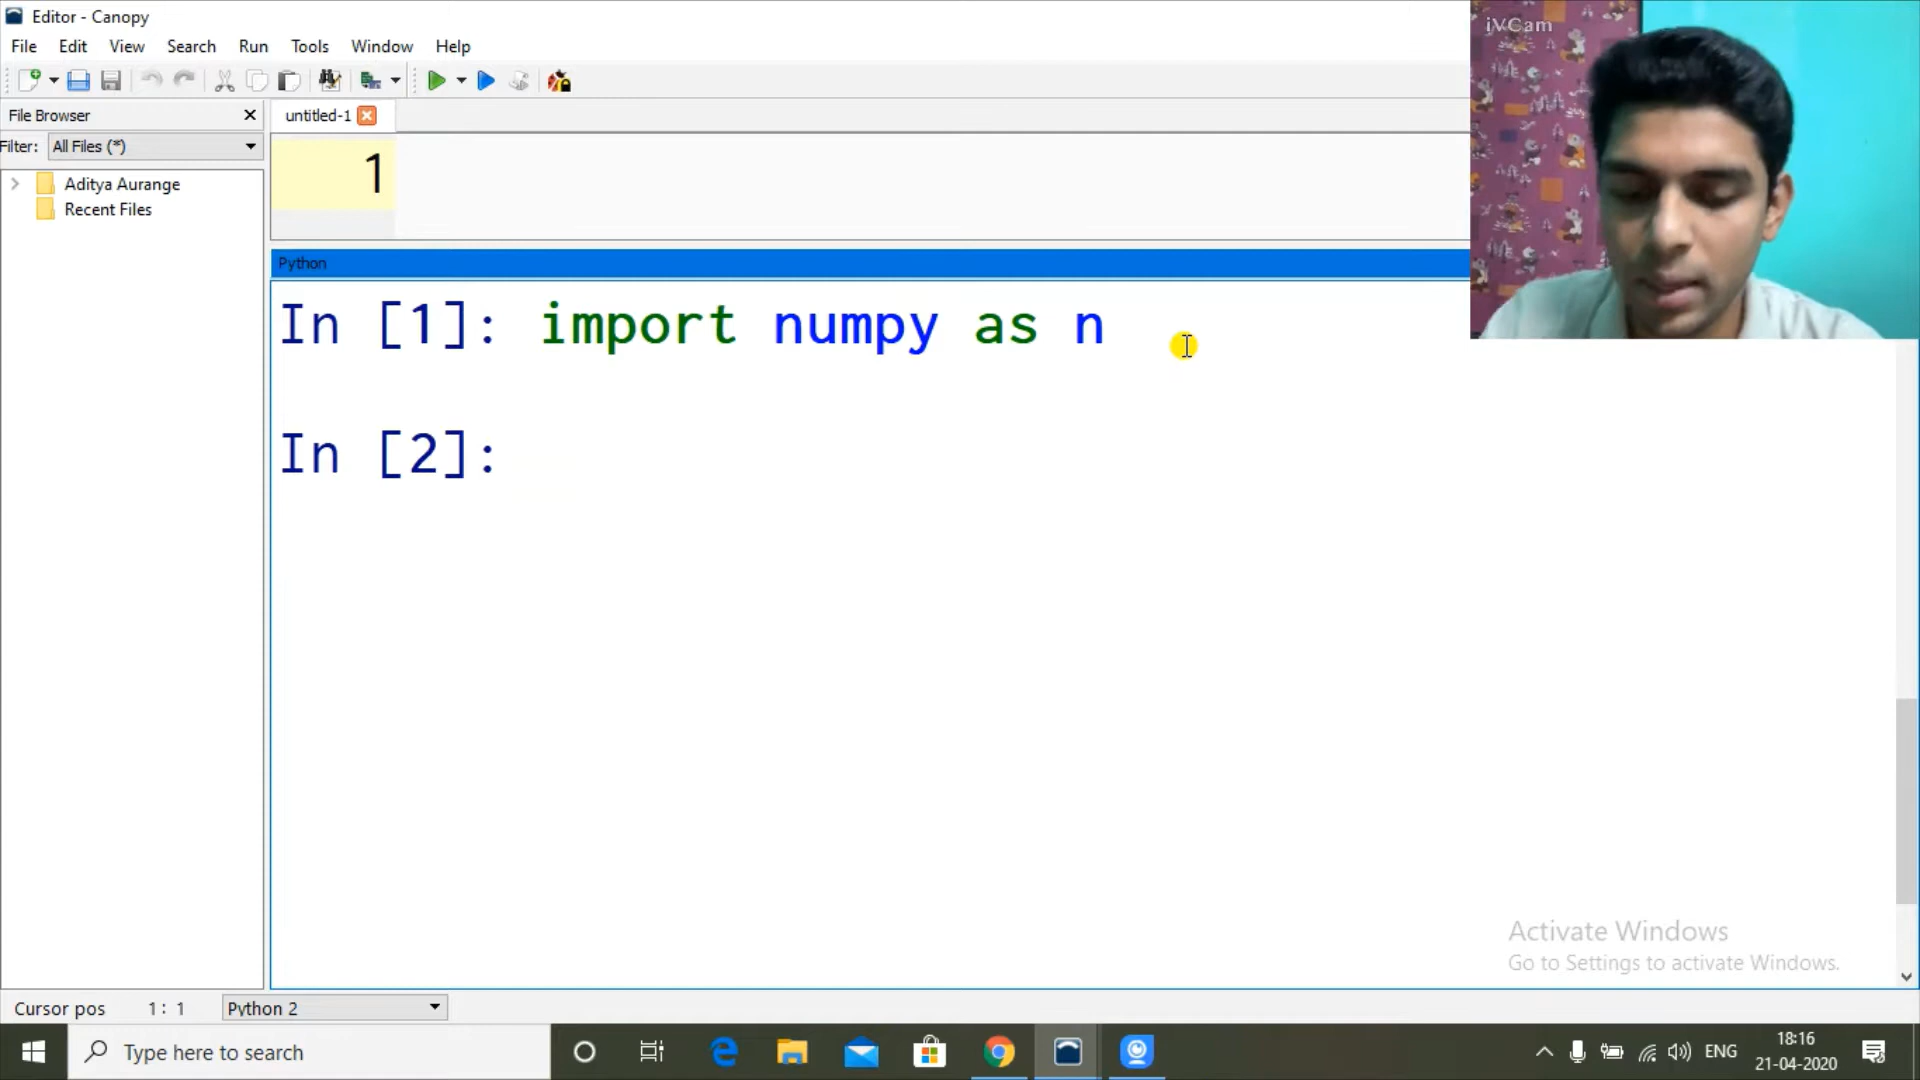 Editor - Canopy
File Edit View Search Run Tools Window Help
File Browser
untitled-1
Filter: All Files (*)
1
Aditya Aurange
Recent Files
Python
In [1]: import numpy as n
In [2]:
iVCam
Activate Windows
Go to Settings to activate Windows.
Cursor pos 1 : 1 Python 2
Type here to search
ENG
18:16
21-04-2020